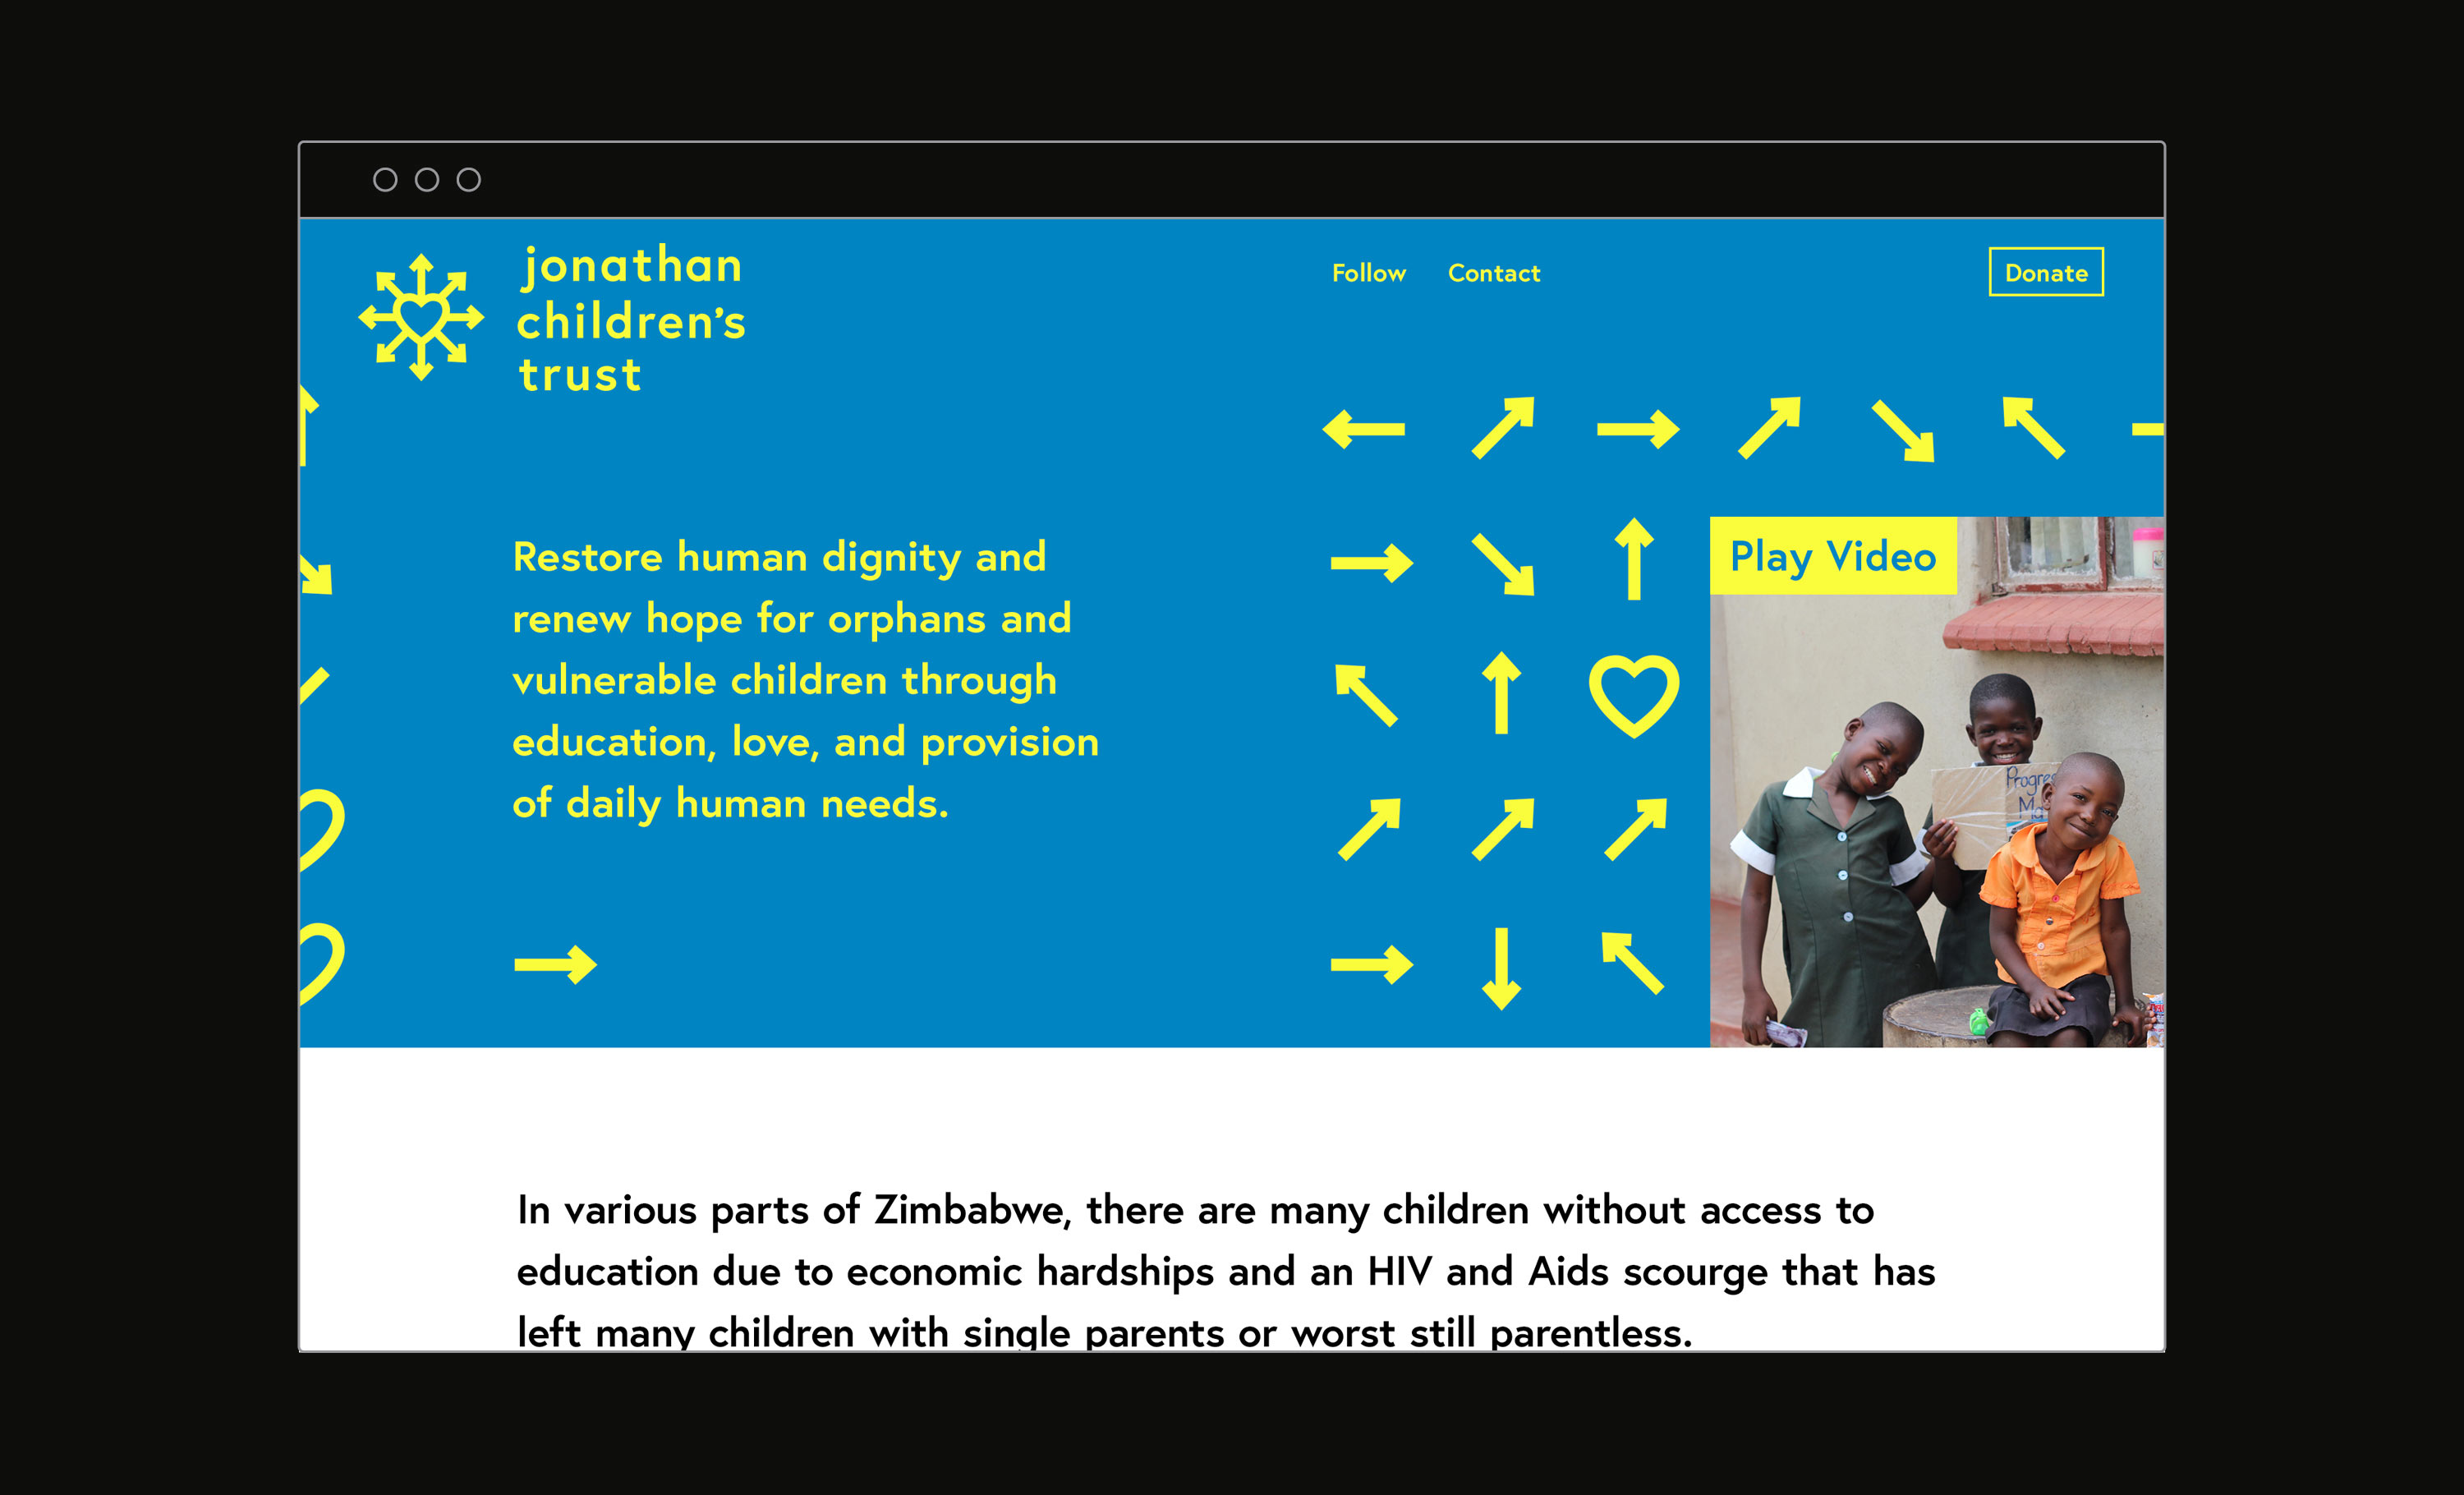 jonathan
children’s
trust
Follow
Contact
Donate
Play Video
Restore human dignity and
renew hope for orphans and
vulnerable children through
education, love, and provision
of daily human needs.
In various parts of Zimbabwe, there are many children without access to
education due to economic hardships and an HIV and Aids scourge that has
left many children with single parents or worst still parentless.